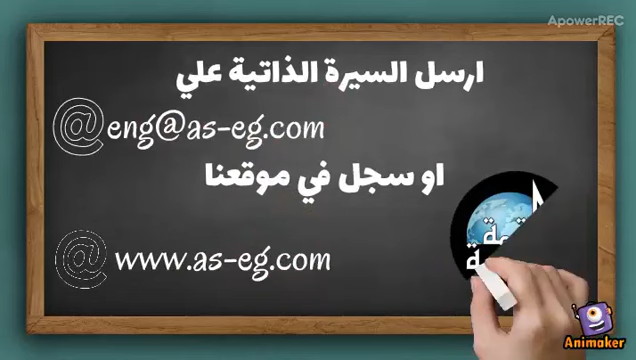 ApowerREC
ارسل السيرة الذاتية علي
@eng@as-eg.com
او سجل في موقعنا
@ www.as-eg.com
Animaker